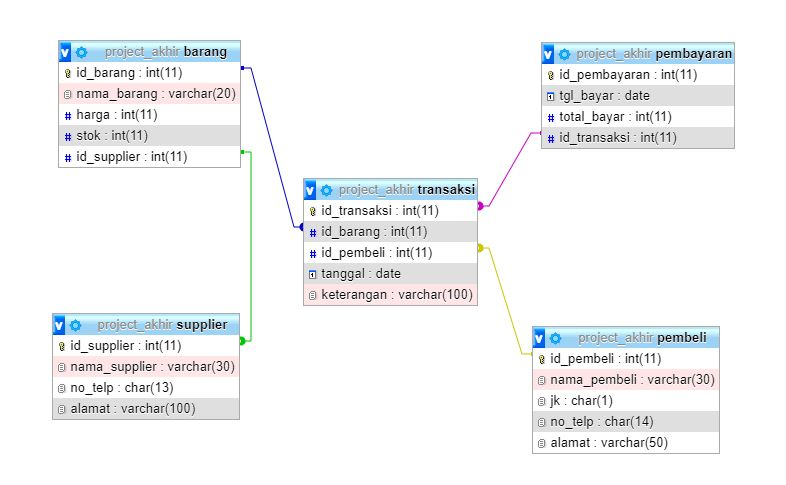 project_akhir barang
id_barang : int(11)
nama_barang : varchar(20)
harga : int(11)
stok : int(11)
id_supplier : int(11)
project_akhir pembayaran
id_pembayaran : int(11)
tgl_bayar : date
total_bayar : int(11)
id_transaksi : int(11)
project_akhir transaksi
id_transaksi : int(11)
id_barang : int(11)
id_pembeli : int(11)
tanggal : date
keterangan : varchar(100)
project_akhir supplier
id_supplier : int(11)
nama_supplier : varchar(30)
no_telp : char(13)
alamat : varchar(100)
project_akhir pembeli
id_pembeli : int(11)
nama_pembeli : varchar(30)
jk : char(1)
no_telp : char(14)
alamat : varchar(50)